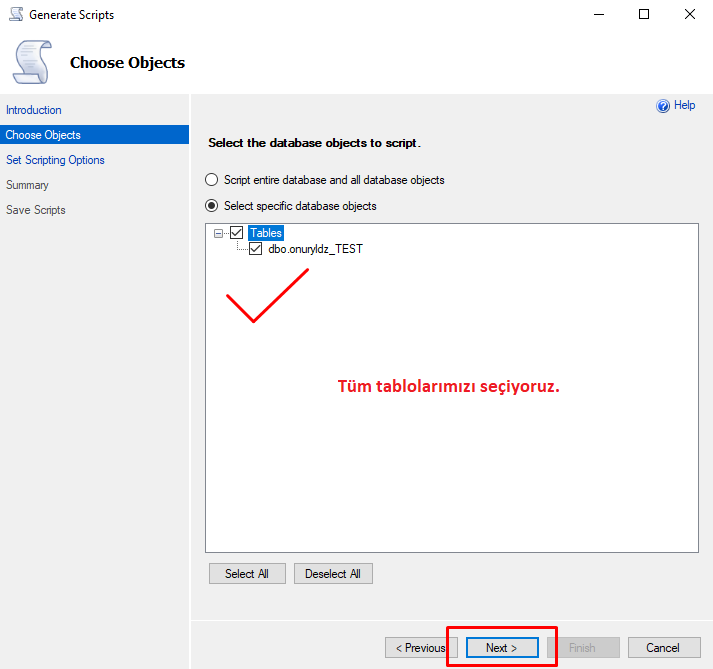 Generate Scripts
Choose Objects
Introduction
Choose Objects
Set Scripting Options
Summary
Save Scripts
Help
Select the database objects to script.
Script entire database and all database objects
Select specific database objects
Tables
dbo.onuryldz_TEST
Tüm tablolarımızı seçiyoruz.
Select All
Deselect All
< Previous
Next >
Finish
Cancel